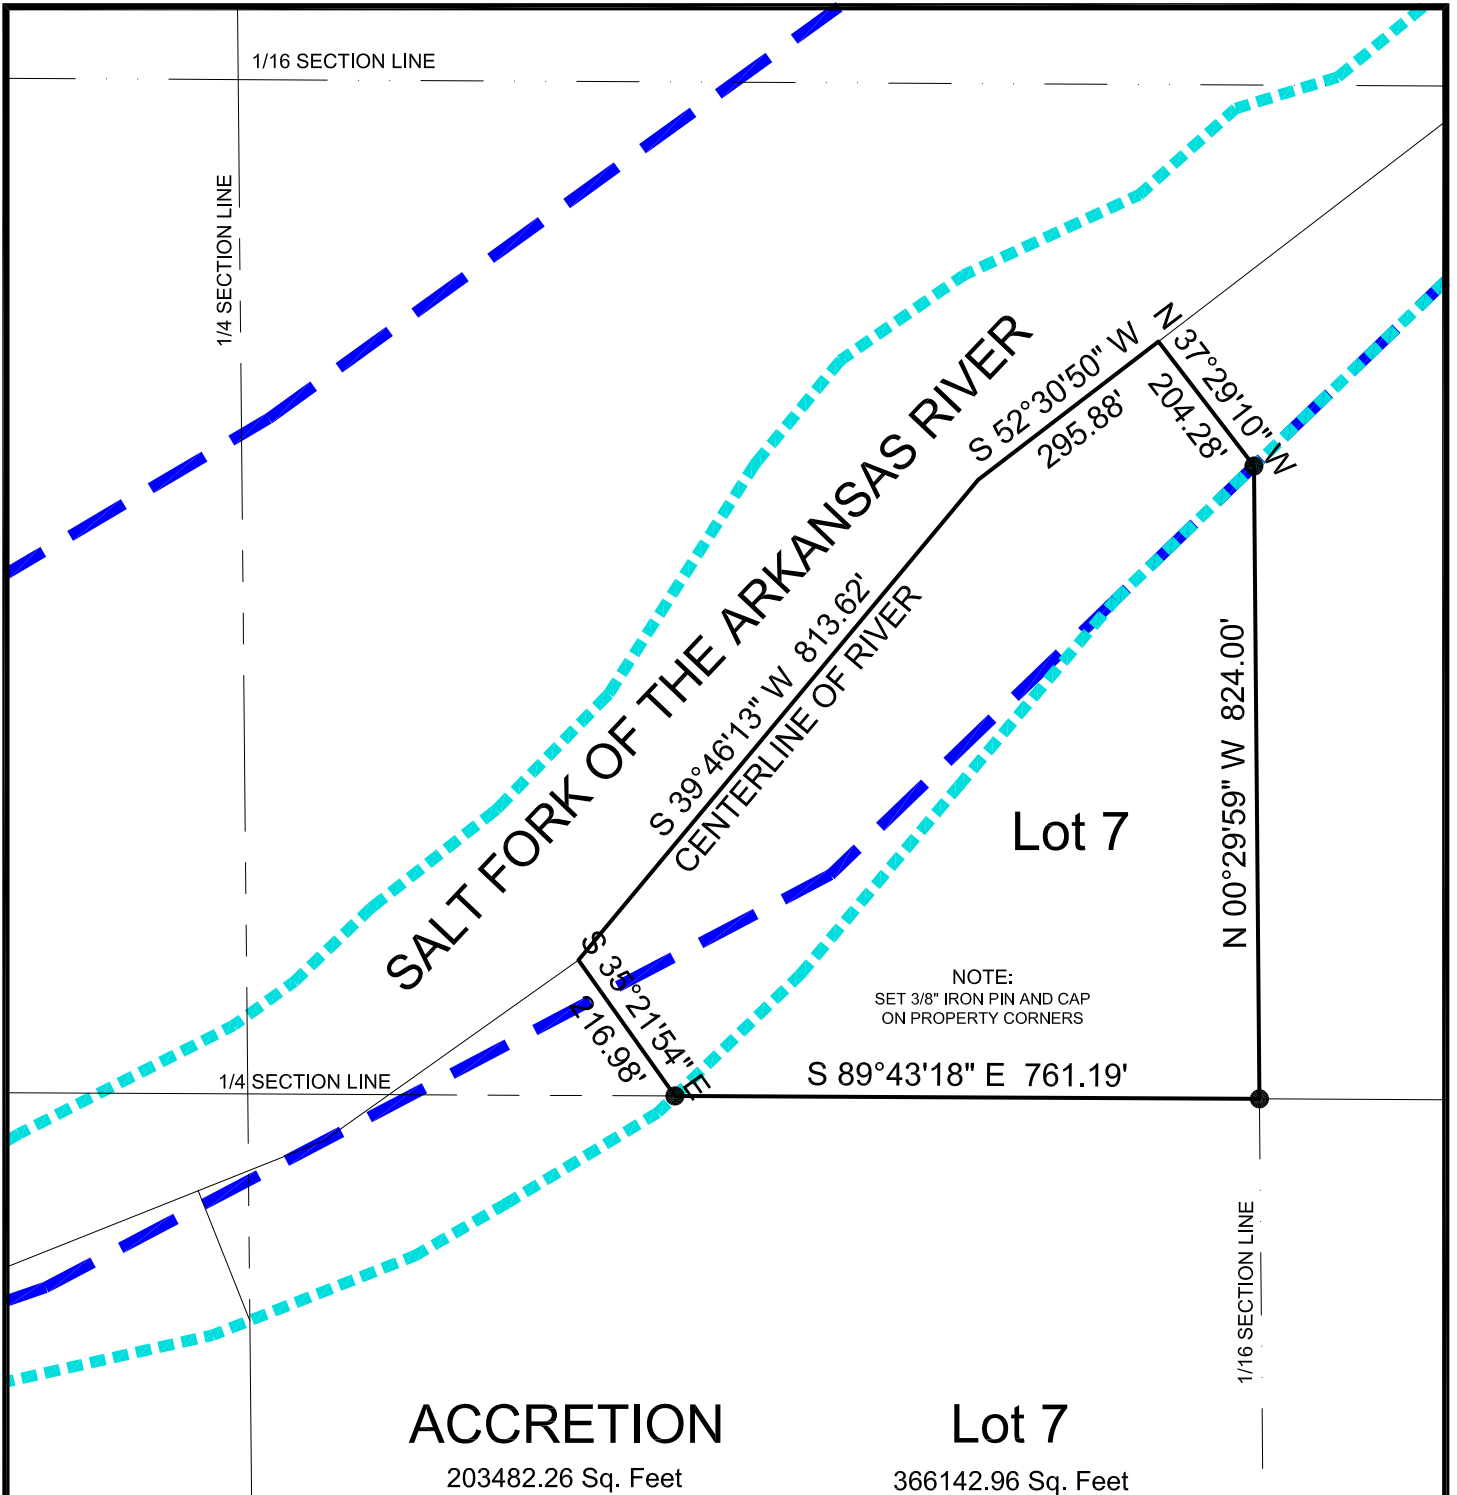 1/16 SECTION LINE
1/4 SECTION LINE
SALT FORK OF THE ARKANSAS RIVER
N 37°29'10" W
204.28'
S 52°30'50" W
295.88'
S 39°46'13" W 813.62'
CENTERLINE OF RIVER
N 00°29'59" W 824.00'
Lot 7
S 35°21'54" E
216.98'
NOTE:
SET 3/8" IRON PIN AND CAP
ON PROPERTY CORNERS
1/4 SECTION LINE
S 89°43'18" E 761.19'
1/16 SECTION LINE
ACCRETION
203482.26 Sq. Feet
Lot 7
366142.96 Sq. Feet